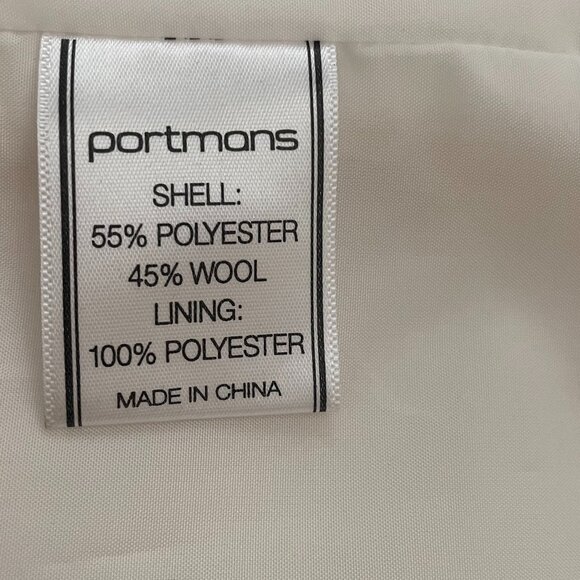 portmans
SHELL:
55% POLYESTER
45% WOOL
LINING:
100% POLYESTER
MADE IN CHINA